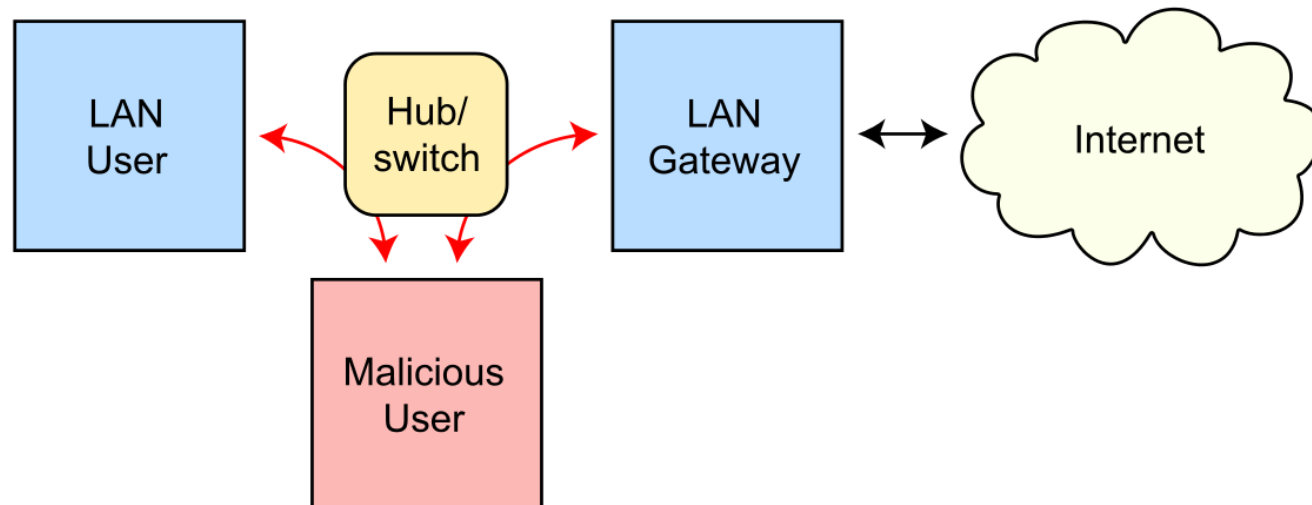 LAN
User
Hub/
switch
LAN
Gateway
Internet
Malicious
User